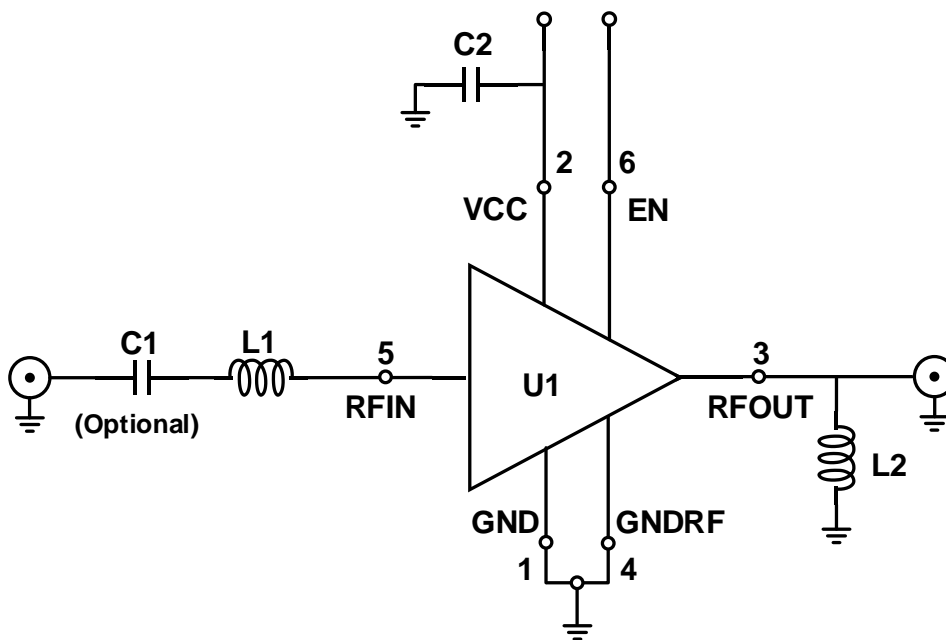 C2
2
6
VCC
EN
C1
L1
5
3
(Optional)
RFIN
U1
RFOUT
L2
GND
GNDRF
1
4